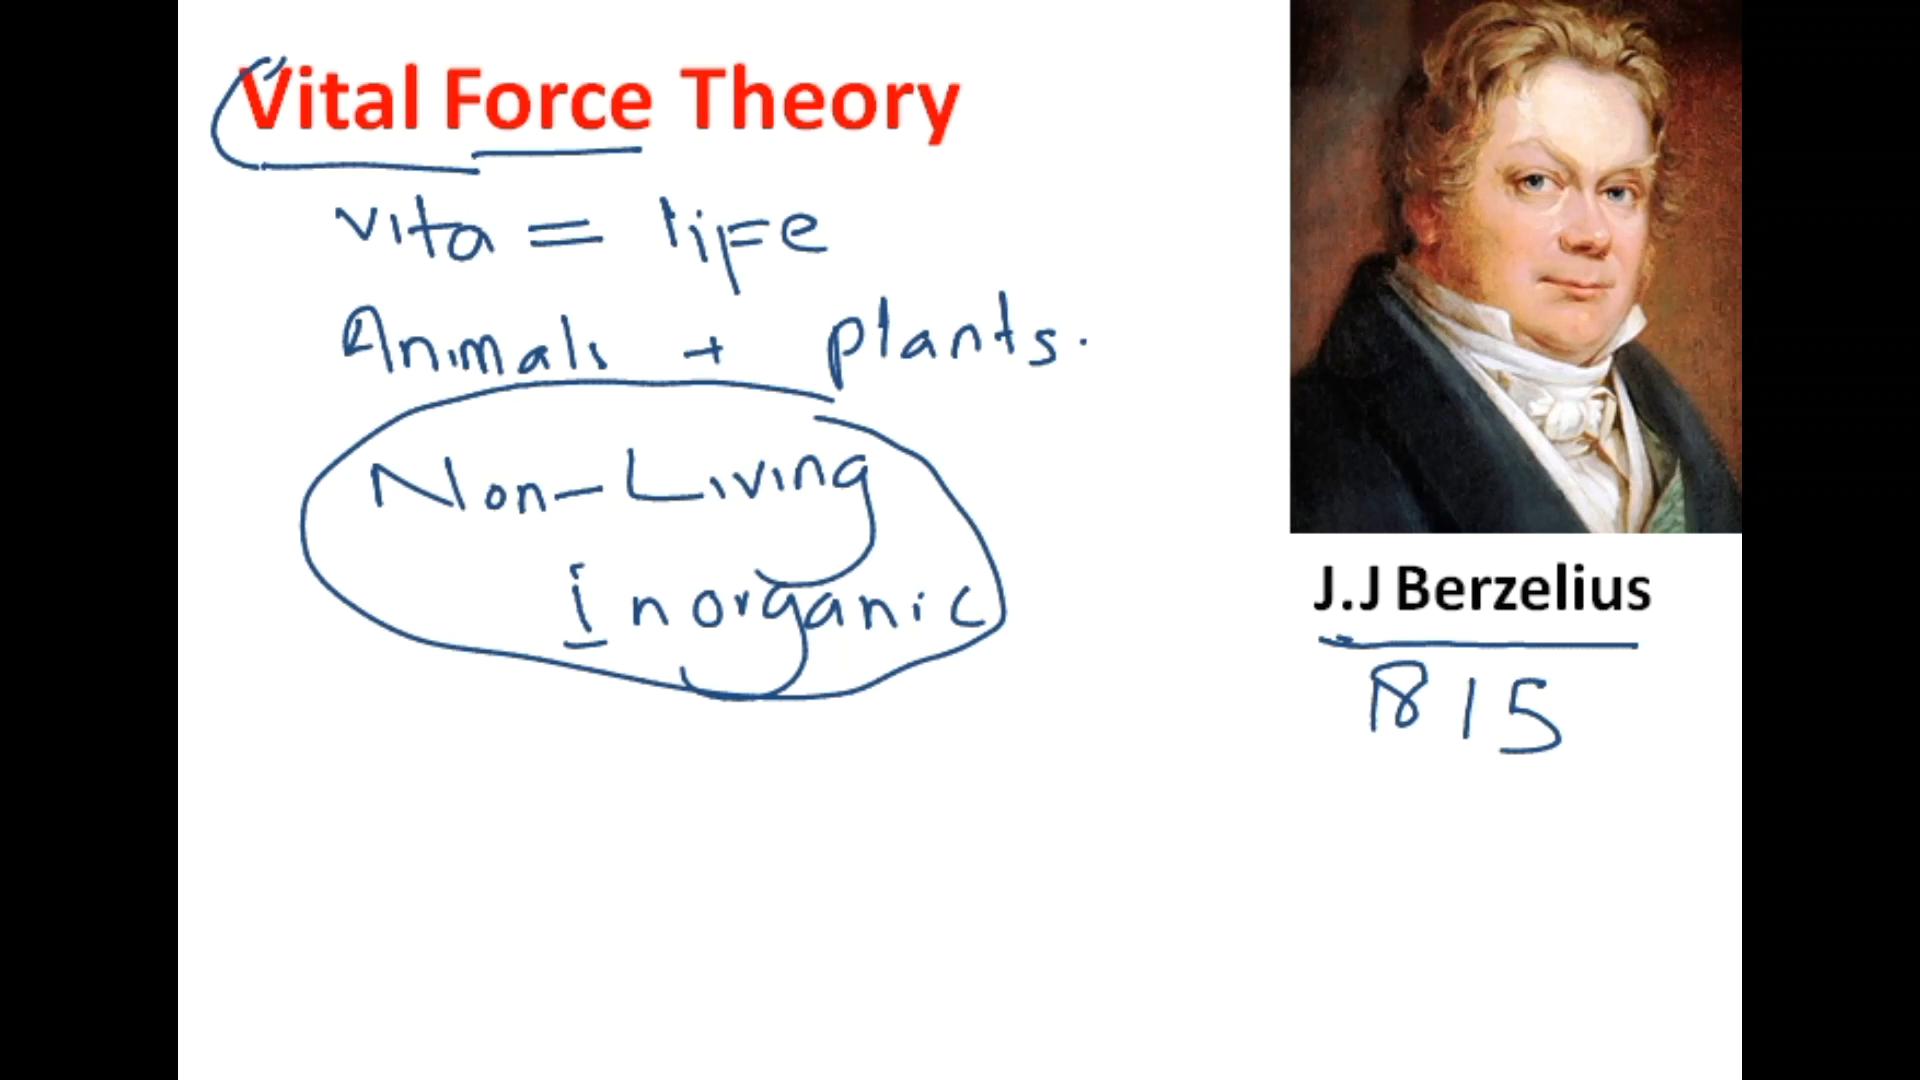 Vital Force Theory
vita = life
Animals + plants.
Non-Living
Inorganic
J.J Berzelius
1815